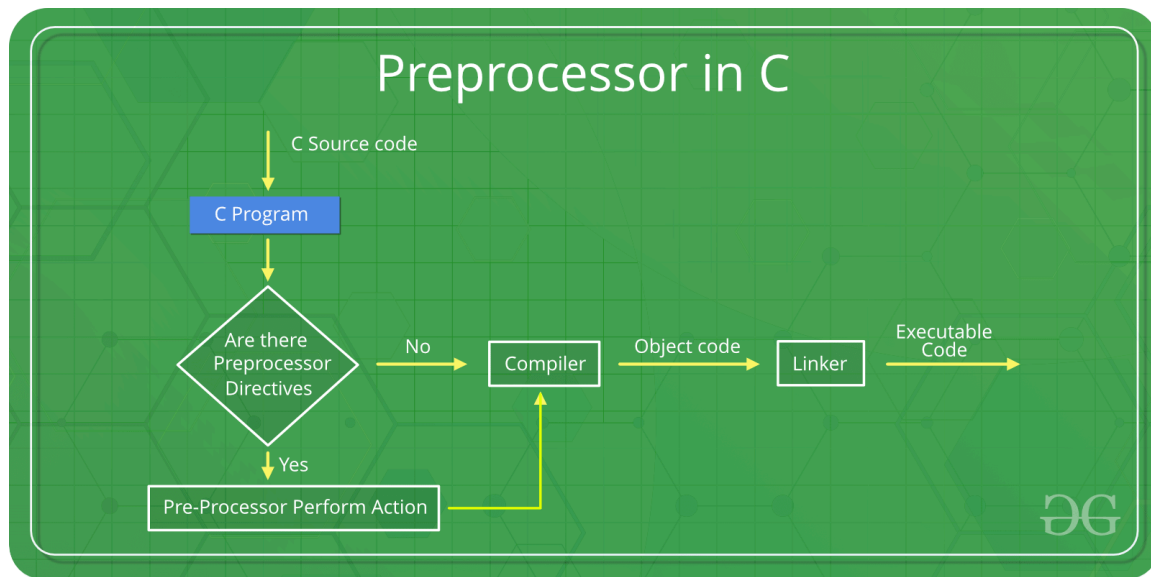 Preprocessor in C
C Source code
C Program
Are there
Preprocessor
Directives
No
Compiler
Object code
Linker
Executable
Code
Yes
Pre-Processor Perform Action